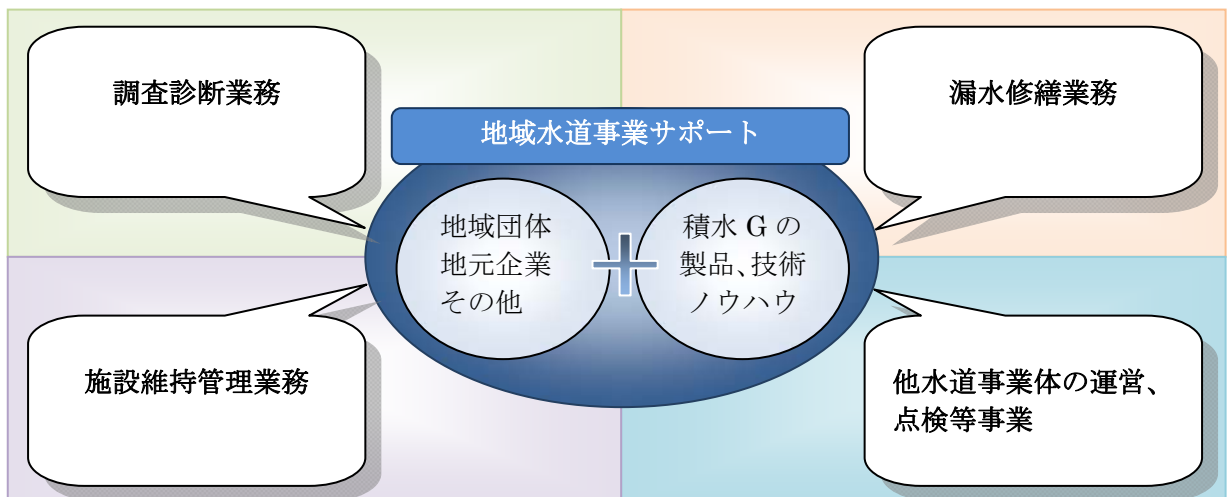 調査診断業務
漏水修繕業務
地域水道事業サポート
地域団体
地元企業
その他
積水 G の
製品、技術
ノウハウ
施設維持管理業務
他水道事業体の運営、
点検等事業